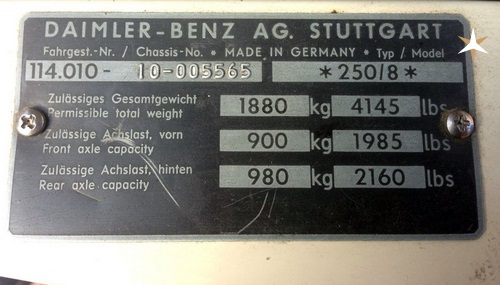 DAIMLER-BENZ AG. STUTTGART
Fahrgest.-Nr. / Chassis-No. * MADE IN GERMANY * Typ / Model
114.010- 10-005565 *250/8*
Zulässiges Gesamtgewicht
Permissible total weight 1880 kg 4145 lbs
Zulässige Achslast, vorn
Front axle capacity 900 kg 1985 lbs
Zulässige Achslast, hinten
Rear axle capacity 980 kg 2160 lbs